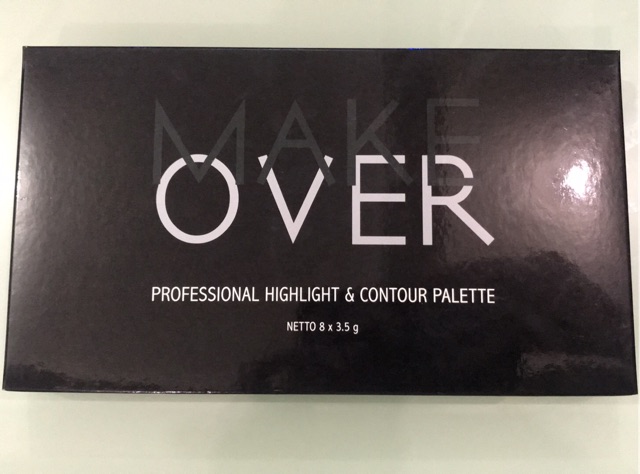 MAKE
OVER
PROFESSIONAL HIGHLIGHT & CONTOUR PALETTE
NETTO 8 x 3.5 g